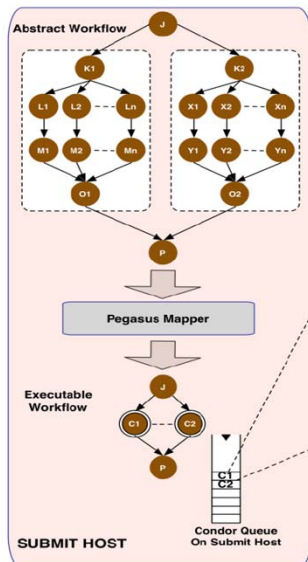 Abstract Workflow
J
K1
K2
L1 L2 Ln
X1 X2 Xn
M1 M2 Mn
Y1 Y2 Yn
O1
O2
P
Pegasus Mapper
Executable
Workflow
J
C1 C2
P
C1
C2
Condor Queue
On Submit Host
SUBMIT HOST